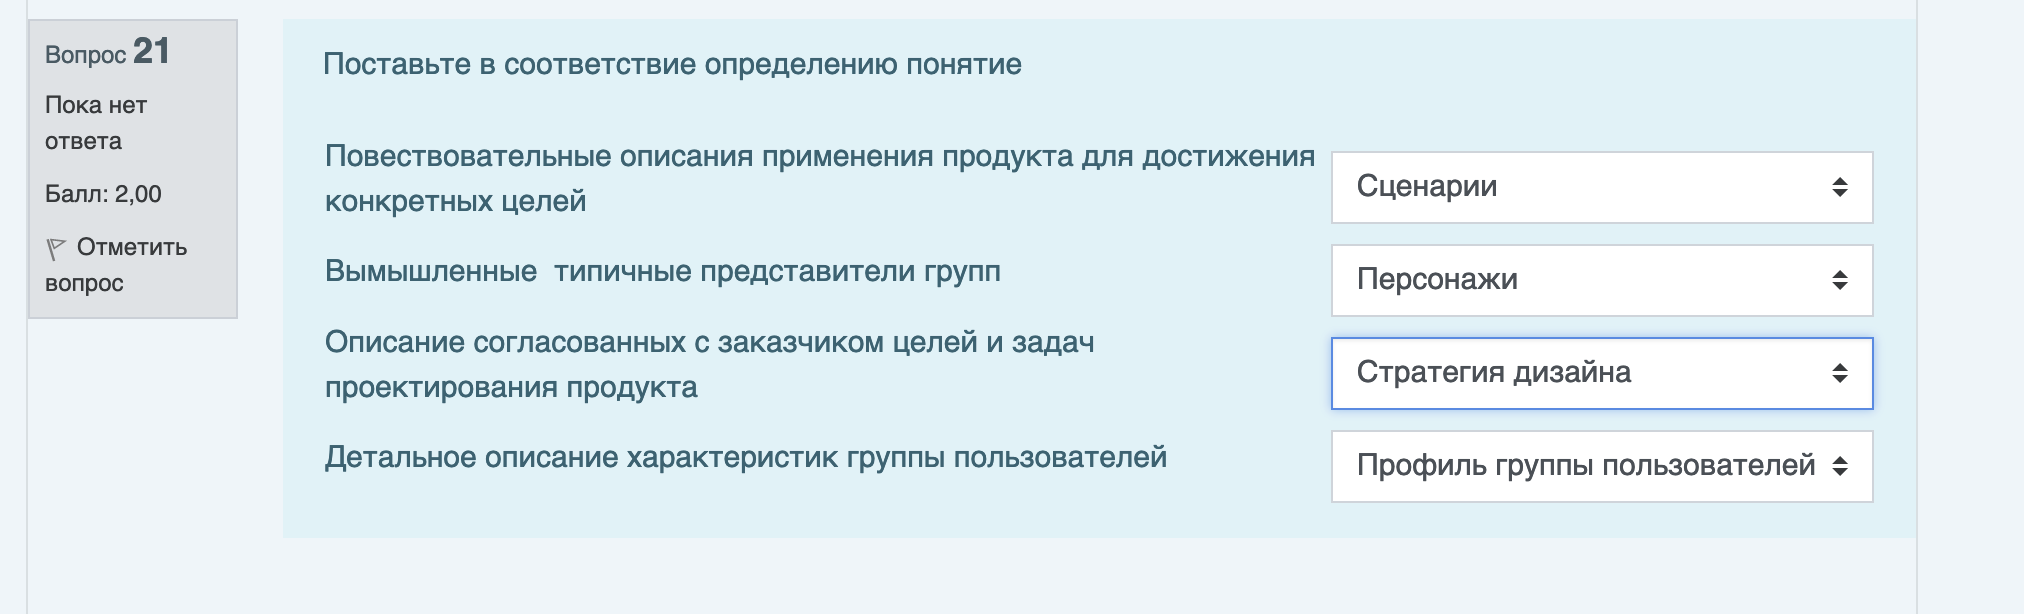 Вопрос 21
Пока нет
ответа
Балл: 2,00
Отметить
вопрос
Поставьте в соответствие определению понятие
Повествовательные описания применения продукта для достижения
конкретных целей
Сценарии
Вымышленные  типичные представители групп
Персонажи
Описание согласованных с заказчиком целей и задач
проектирования продукта
Стратегия дизайна
Детальное описание характеристик группы пользователей
Профиль группы пользователей